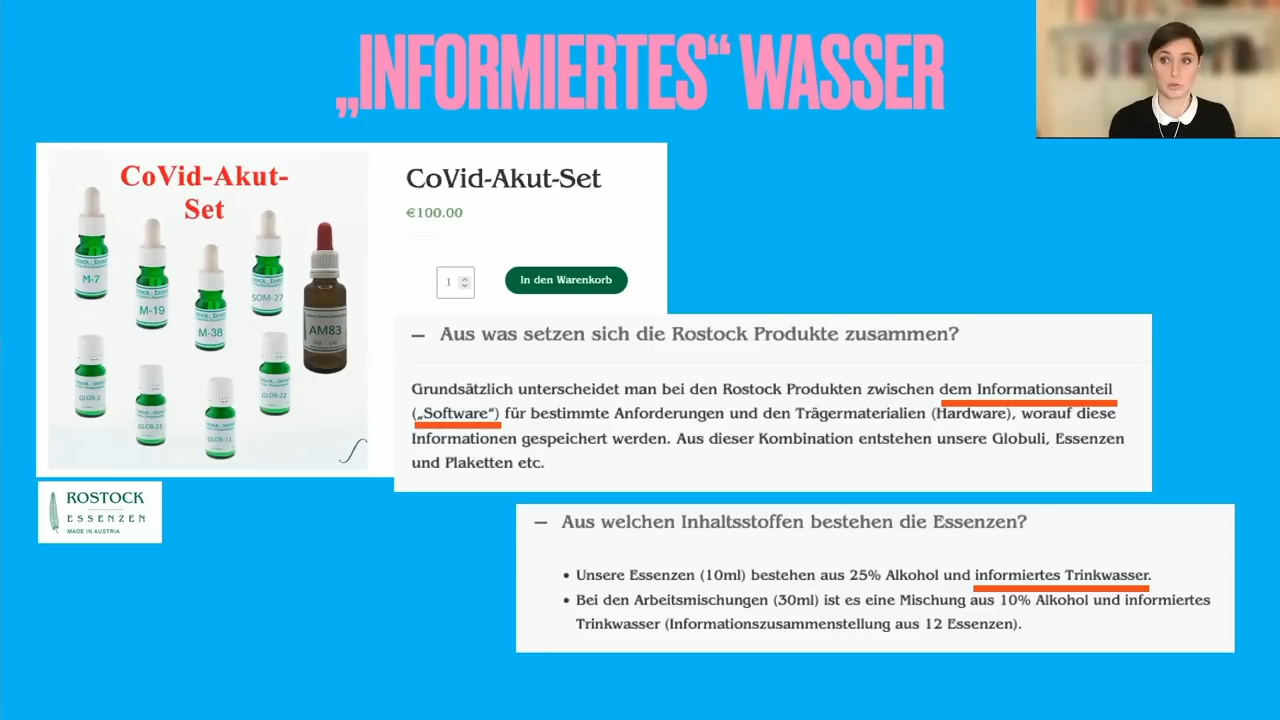 „INFORMIERTES“ WASSER
CoVid-Akut-
Set
M-7
M-19
M-38
SOM-27
AM83
GLOB-2
GLOB-21
GLOB-11
GLOB-22
CoVid-Akut-Set
€100.00
1
In den Warenkorb
— Aus was setzen sich die Rostock Produkte zusammen?
Grundsätzlich unterscheidet man bei den Rostock Produkten zwischen dem Informationsanteil
(„Software“) für bestimmte Anforderungen und den Trägermaterialien (Hardware), worauf diese
Informationen gespeichert werden. Aus dieser Kombination entstehen unsere Globuli, Essenzen
und Plaketten etc.
ROSTOCK
ESSENZEN
MADE IN AUSTRIA
— Aus welchen Inhaltsstoffen bestehen die Essenzen?
• Unsere Essenzen (10ml) bestehen aus 25% Alkohol und informiertes Trinkwasser.
• Bei den Arbeitsmischungen (30ml) ist es eine Mischung aus 10% Alkohol und informiertes
Trinkwasser (Informationszusammenstellung aus 12 Essenzen).